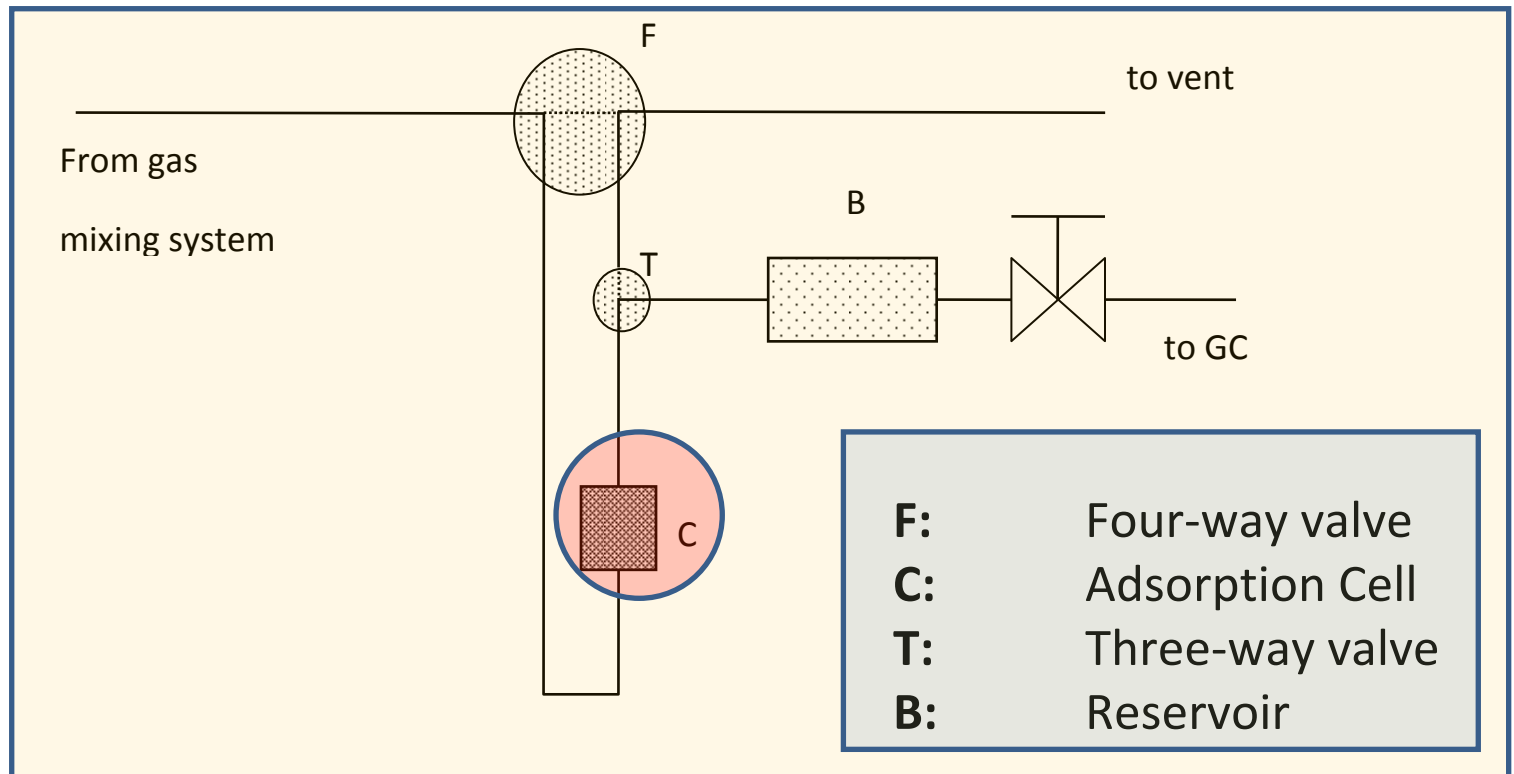 F
to vent
From gas
mixing system
B
T
to GC
C
F: Four-way valve
C: Adsorption Cell
T: Three-way valve
B: Reservoir